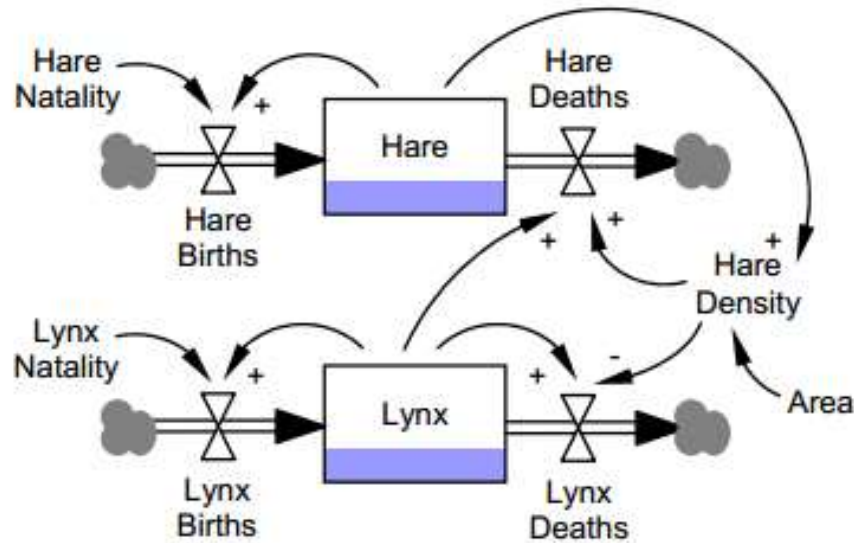 Hare
Natality
+
Hare
Deaths
Hare
Hare
Births
+
+
+
Hare
Density
Lynx
Natality
+
+
-
Lynx
Area
Lynx
Births
Lynx
Deaths